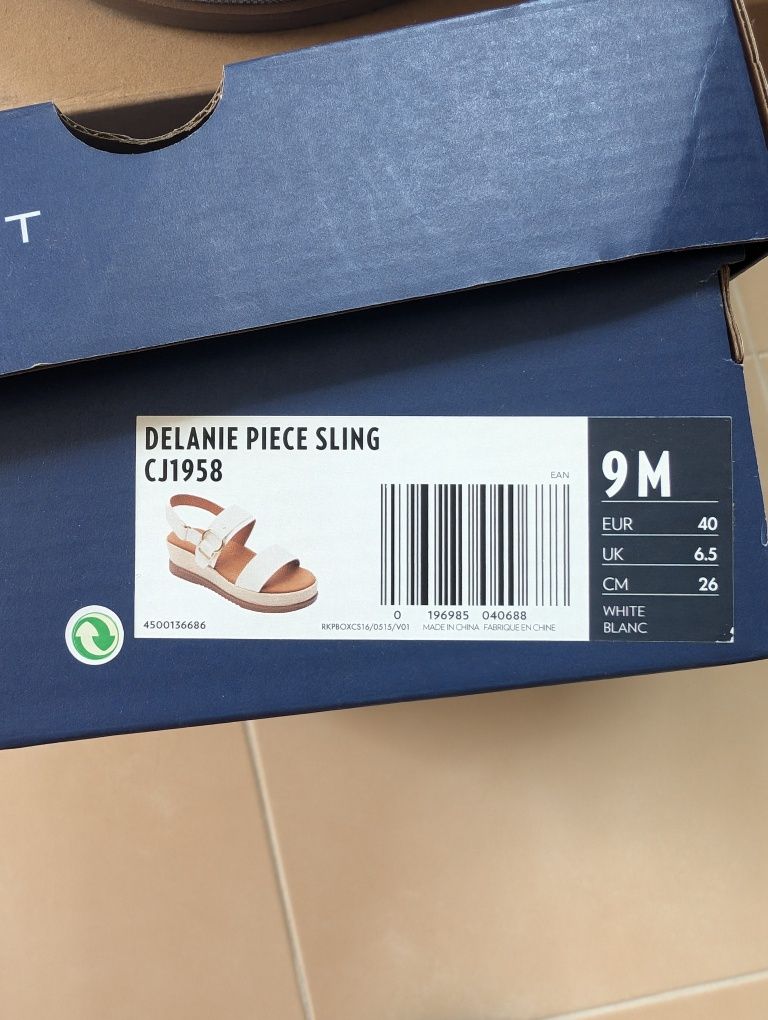 T
DELANIE PIECE SLING
CJ1958
EAN
0 196985 040688
4500136686
RKPBOXCS16/0515/V01 MADE IN CHINA FABRIQUE EN CHINE
9 M
EUR 40
UK 6.5
CM 26
WHITE
BLANC